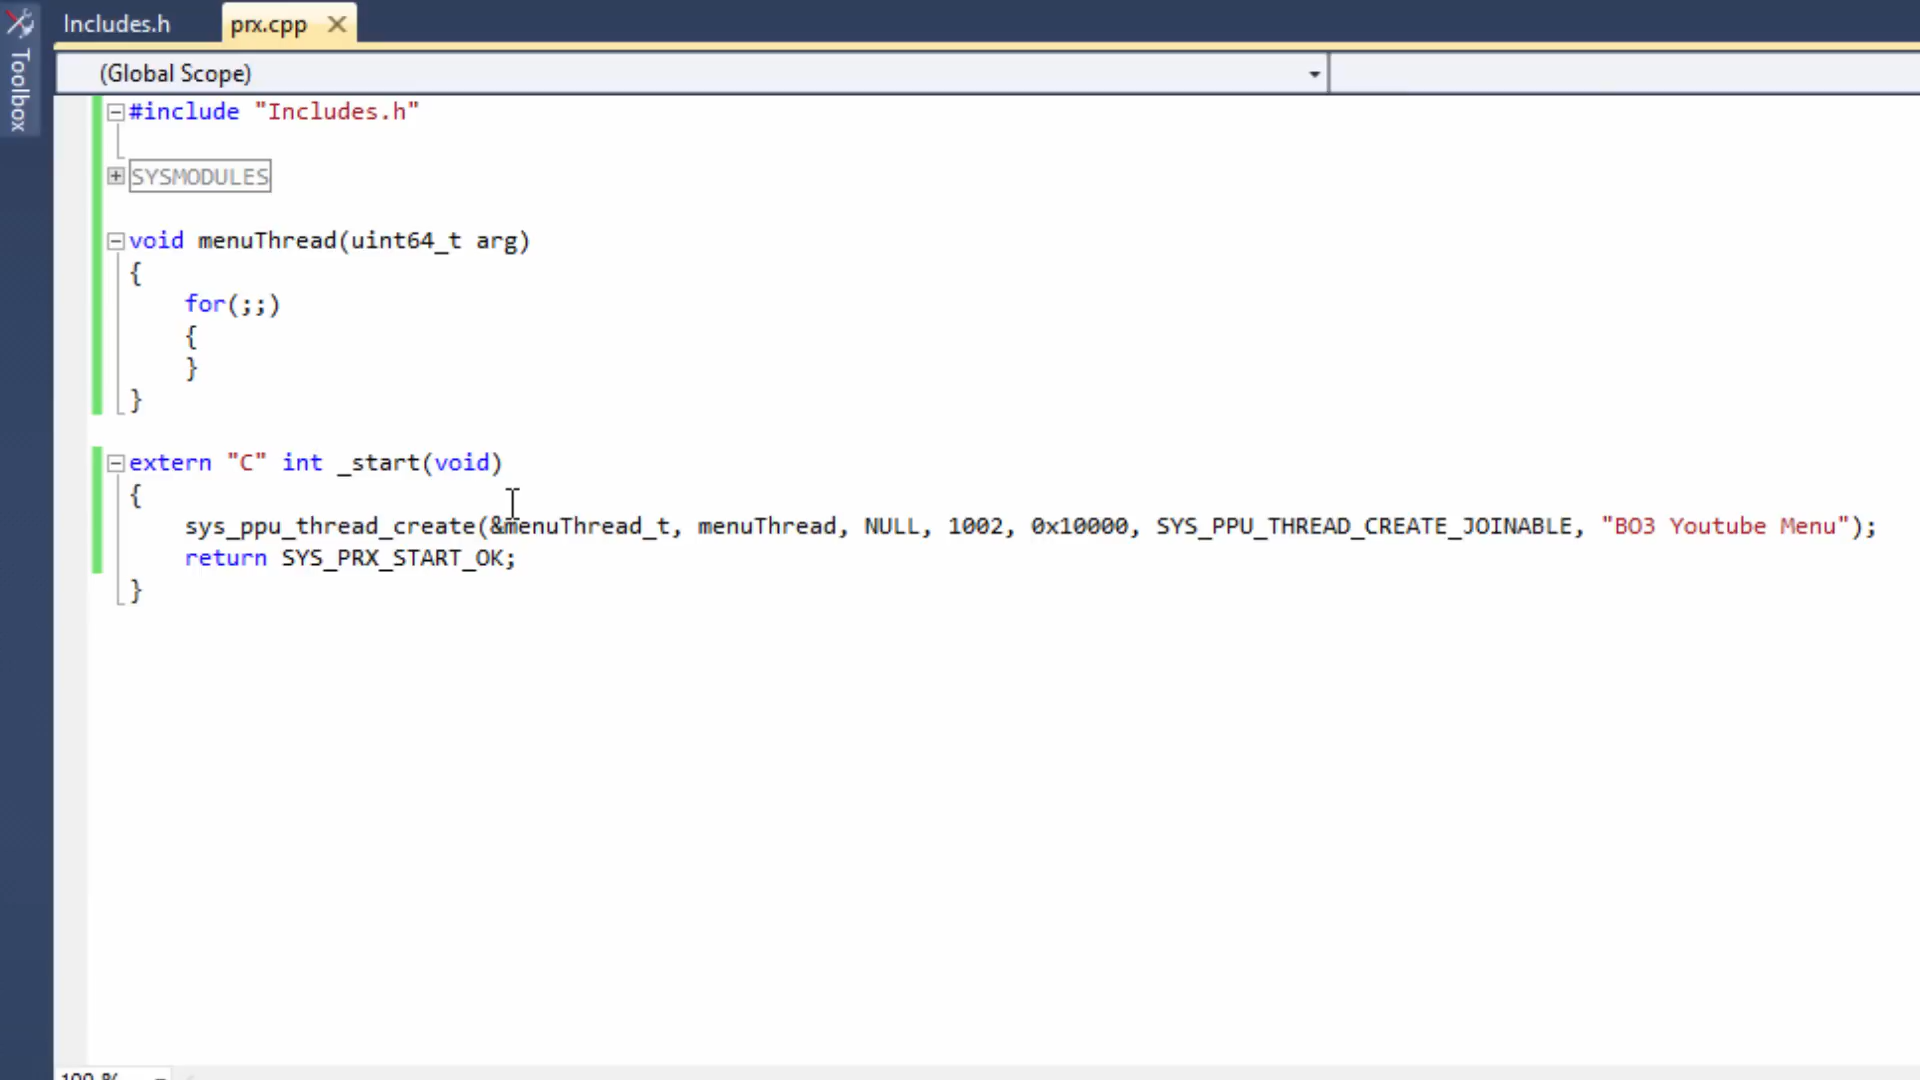 Includes.h prx.cpp
Toolbox
(Global Scope)
#include "Includes.h"
SYSMODULES
void menuThread(uint64_t arg)
{
for(;;)
{
}
}
extern "C" int _start(void)
{
sys_ppu_thread_create(&menuThread_t, menuThread, NULL, 1002, 0x10000, SYS_PPU_THREAD_CREATE_JOINABLE, "BO3 Youtube Menu");
return SYS_PRX_START_OK;
}
100 %